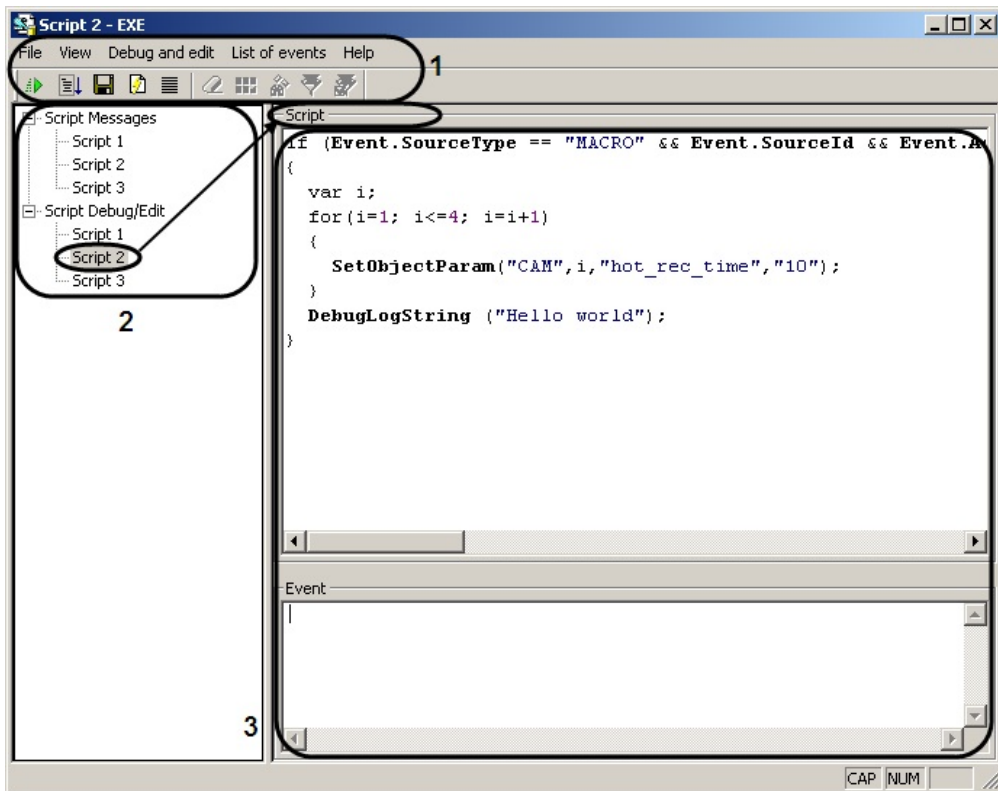 Script 2 - EXE
File View Debug and edit List of events Help
1
Script Messages
Script 1
Script 2
Script 3
Script Debug/Edit
Script 1
Script 2
Script 3
2
3
Script
if (Event.SourceType == "MACRO" && Event.SourceId && Event.A
{
var i;
for(i=1; i<=4; i=i+1)
{
SetObjectParam("CAM",i,"hot_rec_time","10");
}
DebugLogString ("Hello world");
}
Event
CAP NUM